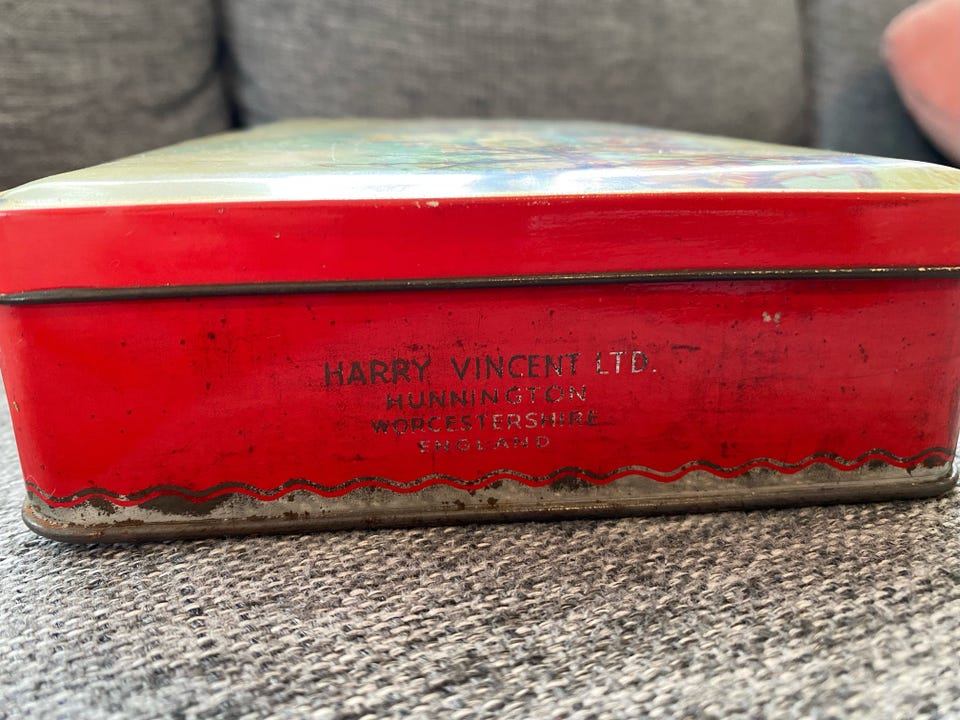 HARRY VINCENT LTD.
HUNNINGTON
WORCESTERSHIRE
ENGLAND